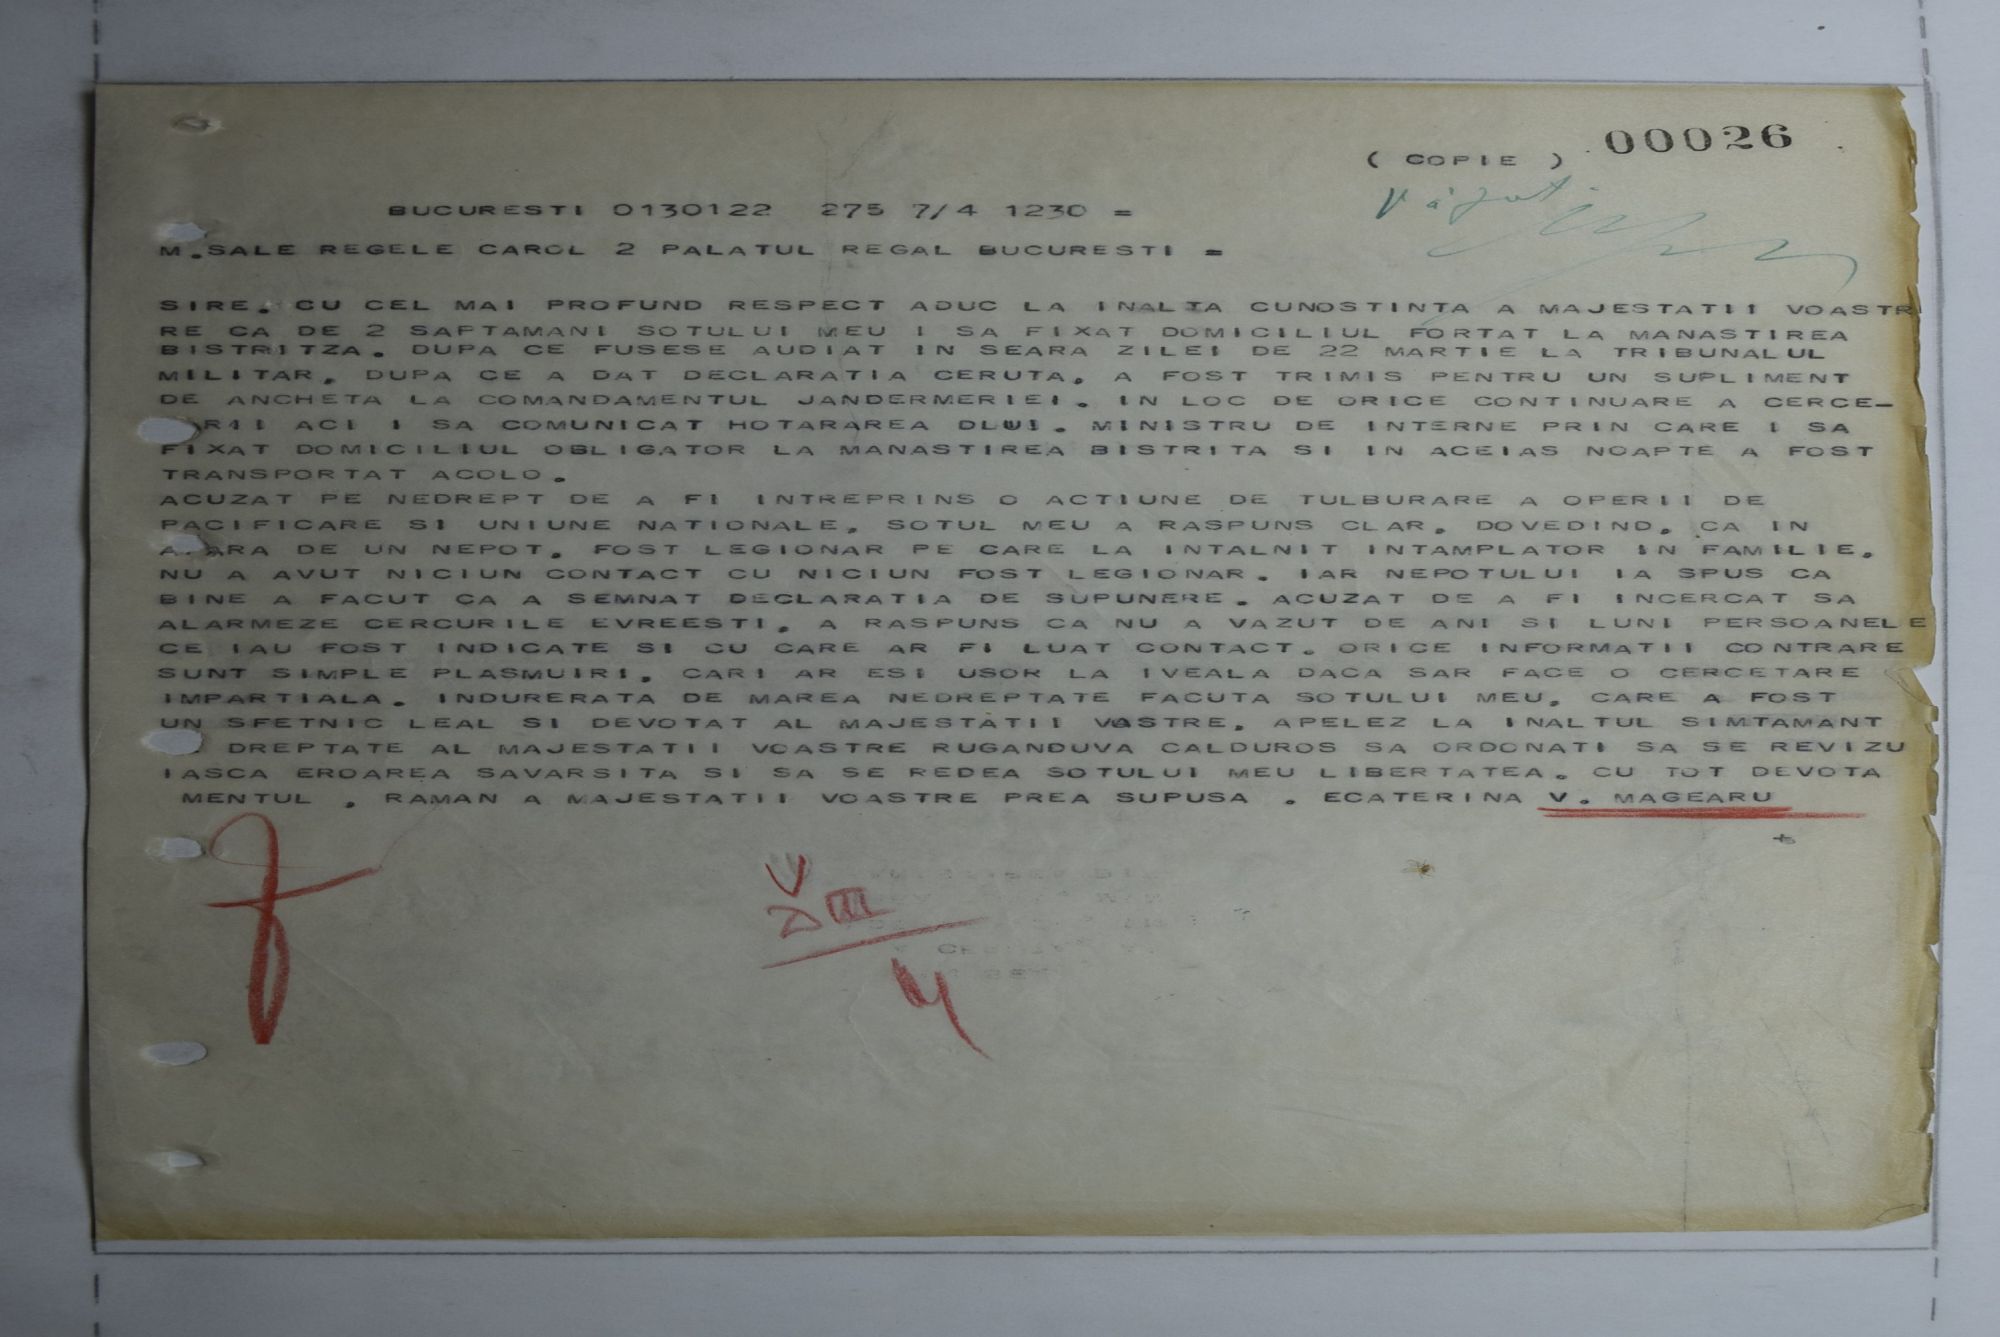 00026
( COPIE )
Văzut
BUCURESTI 0130122 275 7/4 1230 =
M.SALE REGELE CAROL 2 PALATUL REGAL BUCURESTI =
SIRE. CU CEL MAI PROFUND RESPECT ADUC LA INALTA CUNOSTINTA A MAJESTATII VOASTR
RE CA DE 2 SAPTAMANI SOTULUI MEU I SA FIXAT DOMICILIUL FORTAT LA MANASTIREA
BISTRITZA. DUPA CE FUSESE AUDIAT IN SEARA ZILEI DE 22 MARTIE LA TRIBUNALUL
MILITAR. DUPA CE A DAT DECLARATIA CERUTA. A FOST TRIMIS PENTRU UN SUPLIMENT
DE ANCHETA LA COMANDAMENTUL JANDERMERIEI. IN LOC DE ORICE CONTINUARE A CERCE-
RII ACI I SA COMUNICAT HOTARAREA DLUI. MINISTRU DE INTERNE PRIN CARE I SA
FIXAT DOMICILIUL OBLIGATOR LA MANASTIREA BISTRITA SI IN ACEIAS NOAPTE A FOST
TRANSPORTAT ACOLO.
ACUZAT PE NEDREPT DE A FI INTREPRINS O ACTIUNE DE TULBURARE A OPERII DE
PACIFICARE SI UNIUNE NATIONALE. SOTUL MEU A RASPUNS CLAR. DOVEDIND. CA IN
AFARA DE UN NEPOT. FOST LEGIONAR PE CARE LA INTALNIT INTAMPLATOR IN FAMILIE.
NU A AVUT NICIUN CONTACT CU NICIUN FOST LEGIONAR. IAR NEPOTULUI IA SPUS CA
BINE A FACUT CA A SEMNAT DECLARATIA DE SUPUNERE. ACUZAT DE A FI INCERCAT SA
ALARMEZE CERCURILE EVREESTI. A RASPUNS CA NU A VAZUT DE ANI SI LUNI PERSOANELE
CE IAU FOST INDICATE SI CU CARE AR FI LUAT CONTACT. ORICE INFORMATII CONTRARE
SUNT SIMPLE PLASMUIRI. CARI AR ESI USOR LA IVEALA DACA SAR FACE O CERCETARE
IMPARTIALA. INDURERATA DE MAREA NEDREPTATE FACUTA SOTULUI MEU. CARE A FOST
UN SFETNIC LEAL SI DEVOTAT AL MAJESTATII VOASTRE. APELEZ LA INALTUL SIMTAMANT
DREPTATE AL MAJESTATII VOASTRE RUGANDUVA CALDUROS SA ORDONATI SA SE REVIZU
IASCA EROAREA SAVARSITA SI SA SE REDEA SOTULUI MEU LIBERTATEA. CU TOT DEVOTA
MENTUL . RAMAN A MAJESTATII VOASTRE PREA SUPUSA . ECATERINA V. MAGEARU